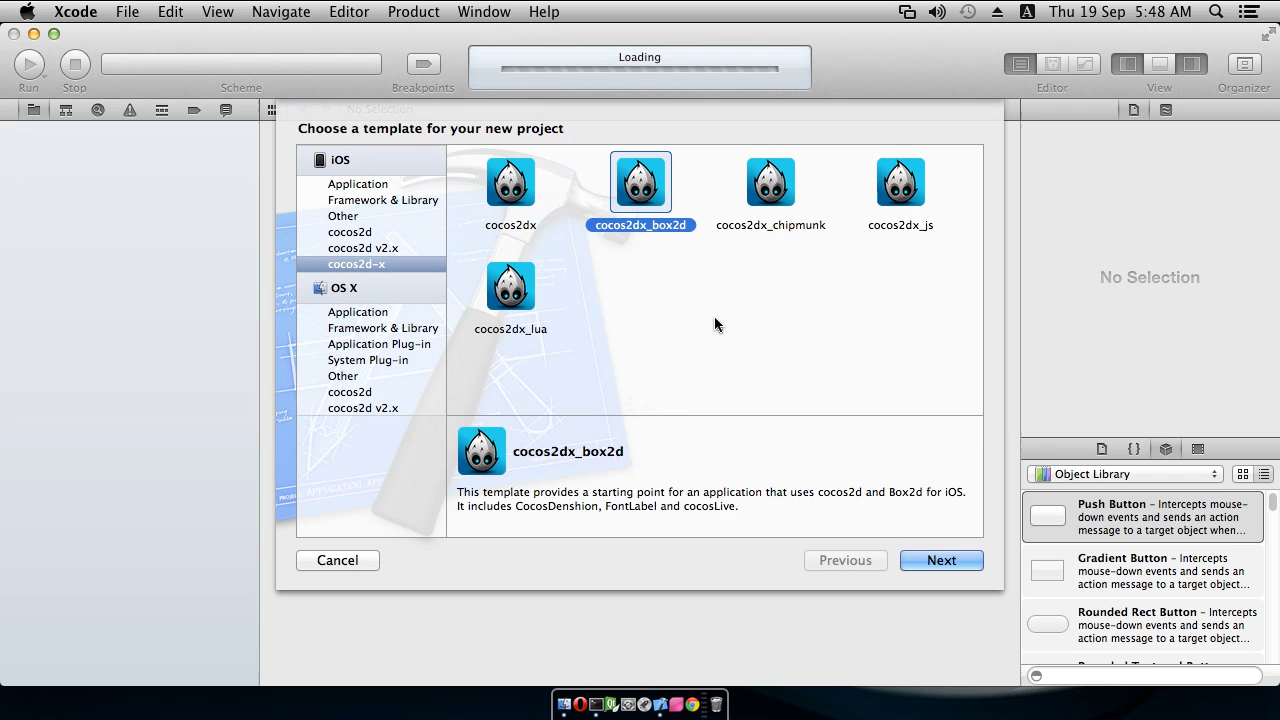 Xcode File Edit View Navigate Editor Product Window Help
A Thu 19 Sep 5:48 AM
Loading
Run Stop Scheme Breakpoints Editor View Organizer
No Selection
Choose a template for your new project
iOS
Application
Framework & Library
Other
cocos2d
cocos2d v2.x
cocos2d-x
OS X
Application
Framework & Library
Application Plug-in
System Plug-in
Other
cocos2d
cocos2d v2.x
cocos2dx
cocos2dx_box2d
cocos2dx_chipmunk
cocos2dx_js
cocos2dx_lua
cocos2dx_box2d
This template provides a starting point for an application that uses cocos2d and Box2d for iOS.
It includes CocosDenshion, FontLabel and cocosLive.
Cancel
Previous
Next
No Selection
{}
Object Library
Push Button – Intercepts mouse-
down events and sends an action
message to a target object when...
Gradient Button – Intercepts
mouse-down events and sends an
action message to a target object...
Rounded Rect Button – Intercepts
mouse-down events and sends an
action message to a target object...